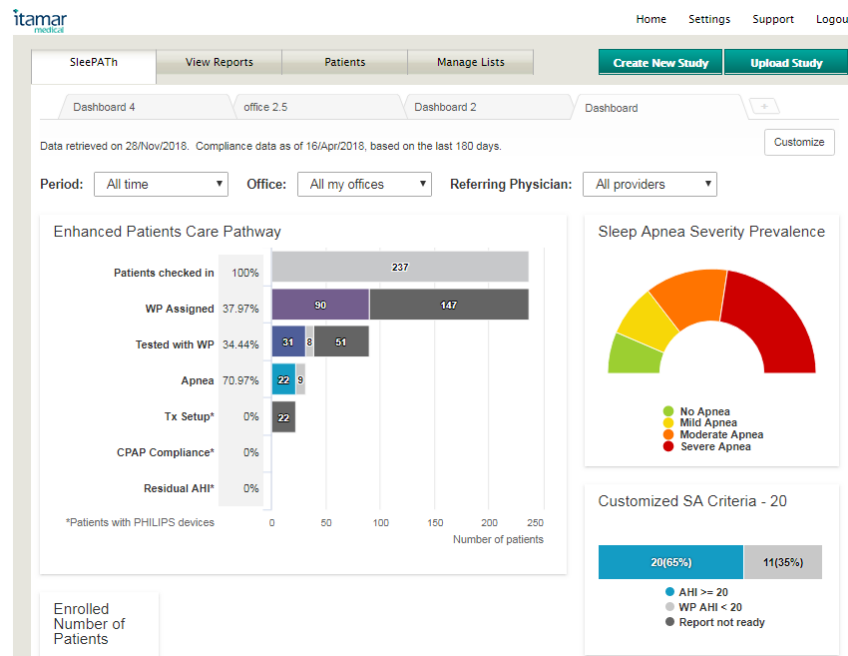 itamar
medical
Home Settings Support Logou
SleePATh View Reports Patients Manage Lists Create New Study Upload Study
Dashboard 4 office 2.5 Dashboard 2 Dashboard +
Data retrieved on 28/Nov/2018. Compliance data as of 16/Apr/2018, based on the last 180 days.
Customize
Period: All time Office: All my offices Referring Physician: All providers
Enhanced Patients Care Pathway
Patients checked in 100% 237
WP Assigned 37.97% 90 147
Tested with WP 34.44% 31 8 51
Apnea 70.97% 22 9
Tx Setup* 0% 22
CPAP Compliance* 0%
Residual AHI* 0%
*Patients with PHILIPS devices
0 50 100 150 200 250
Number of patients
Sleep Apnea Severity Prevalence
No Apnea
Mild Apnea
Moderate Apnea
Severe Apnea
Customized SA Criteria - 20
20(65%) 11(35%)
AHI >= 20
WP AHI < 20
Report not ready
Enrolled
Number of
Patients